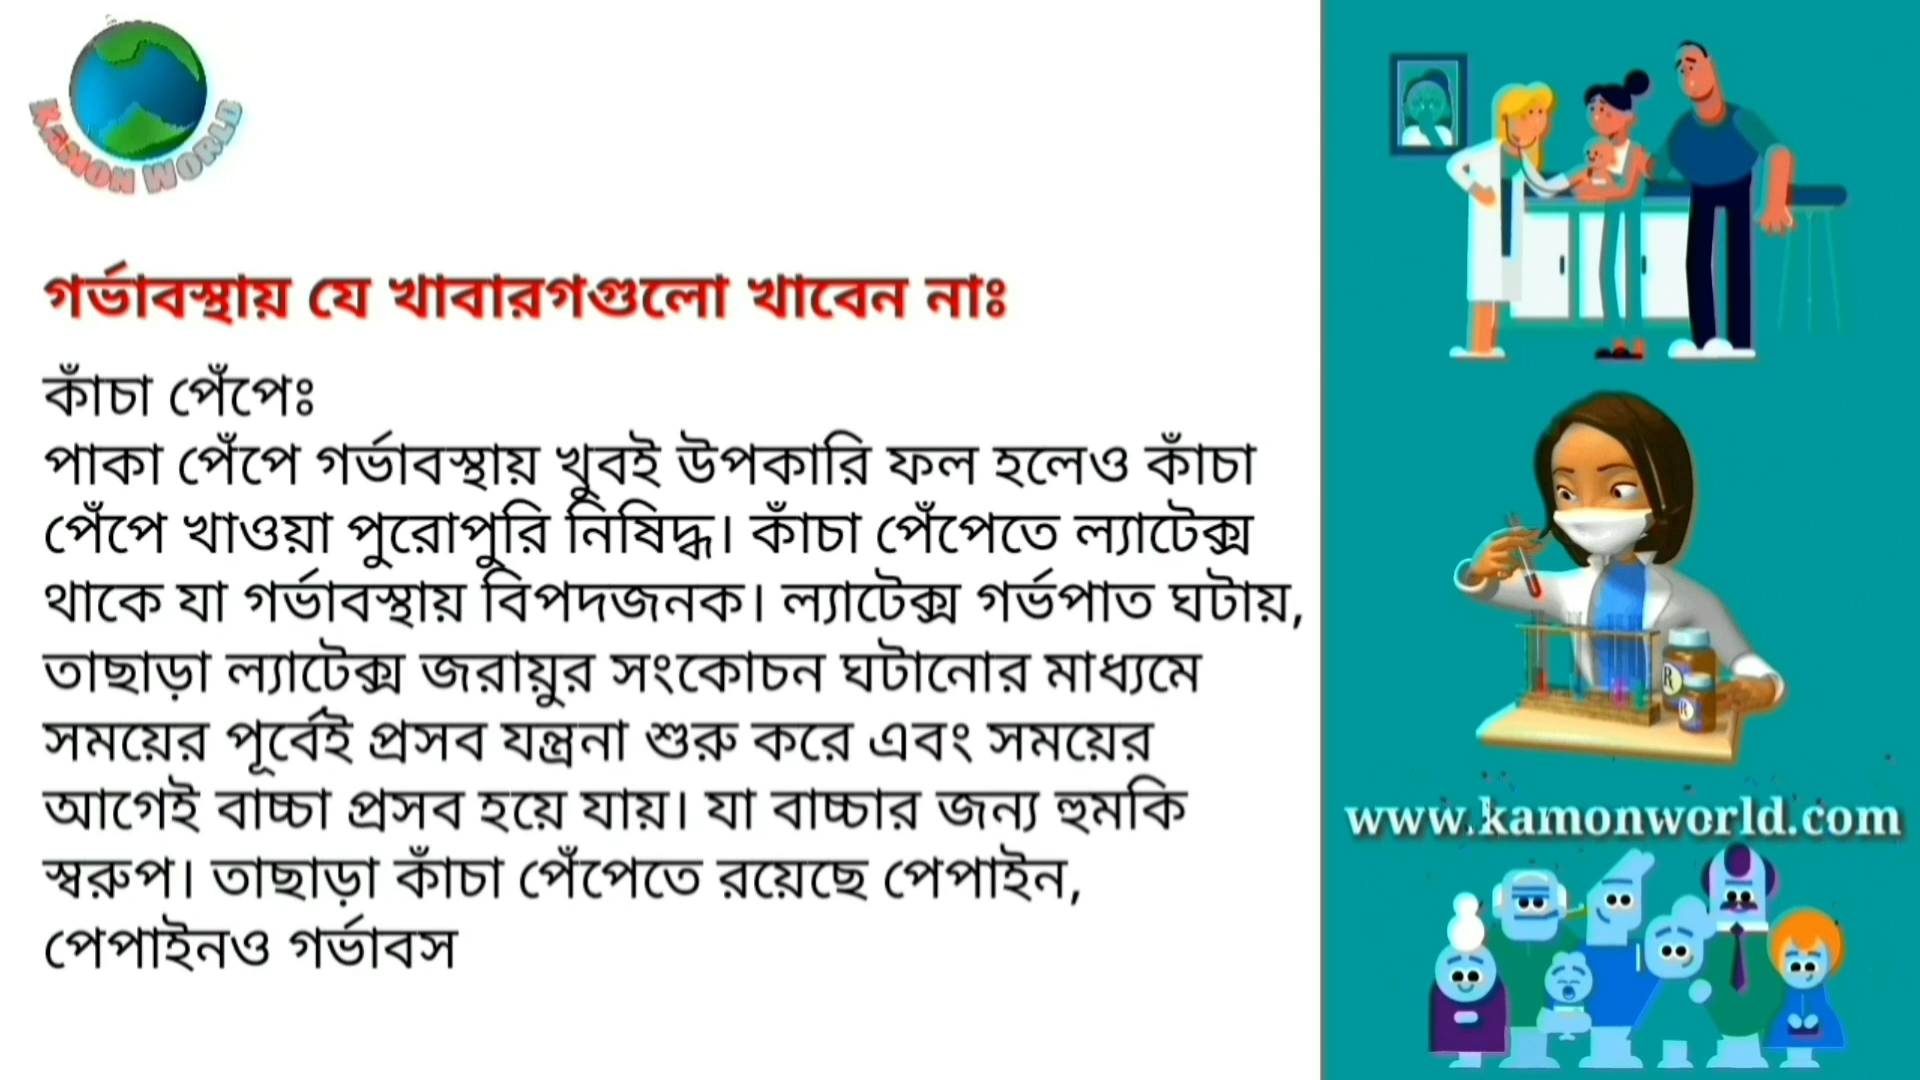 KAMON WORLD
গর্ভাবস্থায় যে খাবারগগুলো খাবেন নাঃ
কাঁচা পেঁপেঃ
পাকা পেঁপে গর্ভাবস্থায় খুবই উপকারি ফল হলেও কাঁচা
পেঁপে খাওয়া পুরোপুরি নিষিদ্ধ। কাঁচা পেঁপেতে ল্যাটেক্স
থাকে যা গর্ভাবস্থায় বিপদজনক। ল্যাটেক্স গর্ভপাত ঘটায়,
তাছাড়া ল্যাটেক্স জরায়ুর সংকোচন ঘটানোর মাধ্যমে
সময়ের পূর্বেই প্রসব যন্ত্রনা শুরু করে এবং সময়ের
আগেই বাচ্চা প্রসব হয়ে যায়। যা বাচ্চার জন্য হুমকি
স্বরুপ। তাছাড়া কাঁচা পেঁপেতে রয়েছে পেপাইন,
পেপাইনও গর্ভাবস
R
R
www.kamonworld.com